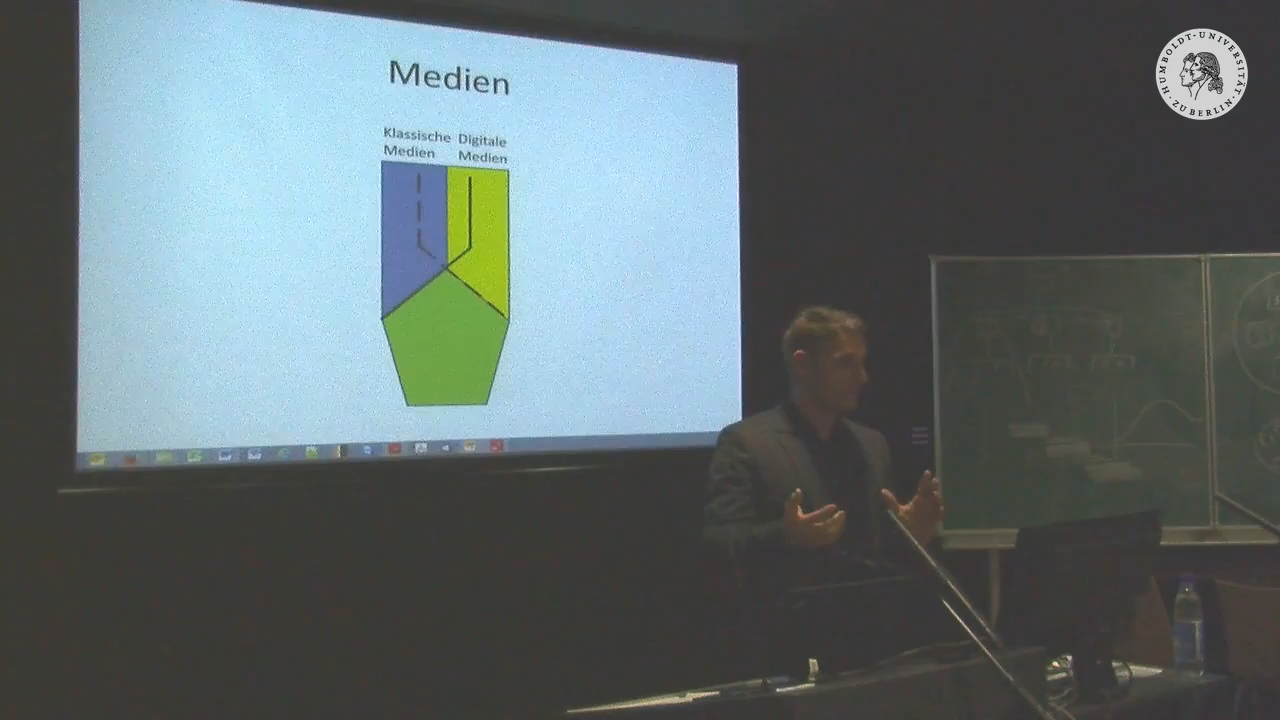 Medien
Klassische Digitale
Medien Medien
HUMBOLDT-UNIVERSITÄT
ZU BERLIN